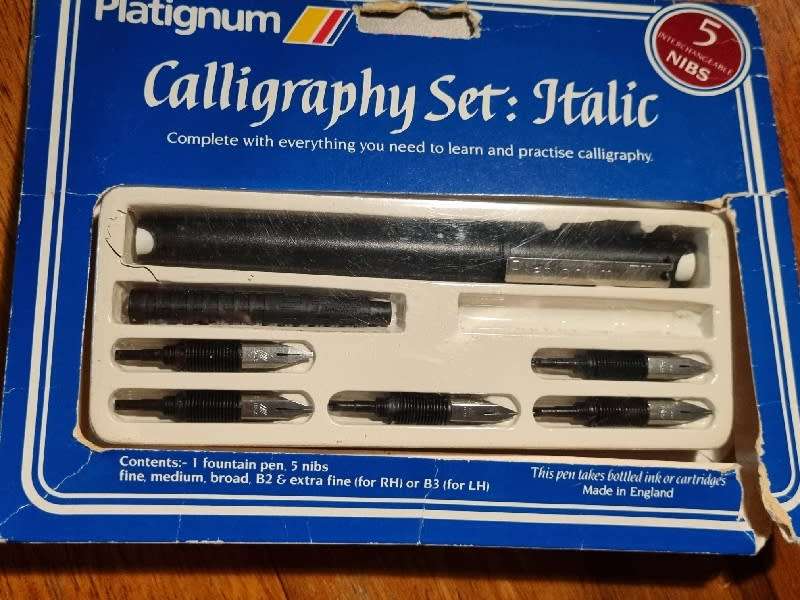 Platignum
5
INTERCHANGEABLE
NIBS
Calligraphy Set: Italic
Complete with everything you need to learn and practise calligraphy.
Platignum
Contents:- 1 fountain pen, 5 nibs
fine, medium, broad, B2 & extra fine (for RH) or B3 (for LH)
This pen takes bottled ink or cartridges
Made in England